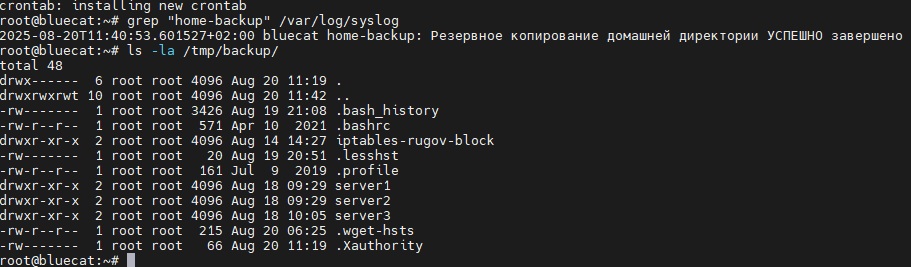 crontab: installing new crontab
root@bluecat:~# grep "home-backup" /var/log/syslog
2025-08-20T11:40:53.601527+02:00 bluecat home-backup: Резервное копирование домашней директории УСПЕШНО завершено
root@bluecat:~# ls -la /tmp/backup/
total 48
drwx------  6 root root 4096 Aug 20 11:19 .
drwxrwxrwt 10 root root 4096 Aug 20 11:42 ..
-rw-------  1 root root 3426 Aug 19 21:08 .bash_history
-rw-r--r--  1 root root  571 Apr 10  2021 .bashrc
drwxr-xr-x  2 root root 4096 Aug 14 14:27 iptables-rugov-block
-rw-------  1 root root   20 Aug 19 20:51 .lesshst
-rw-r--r--  1 root root  161 Jul  9  2019 .profile
drwxr-xr-x  2 root root 4096 Aug 18 09:29 server1
drwxr-xr-x  2 root root 4096 Aug 18 09:29 server2
drwxr-xr-x  2 root root 4096 Aug 18 10:05 server3
-rw-r--r--  1 root root  215 Aug 20 06:25 .wget-hsts
-rw-------  1 root root   66 Aug 20 11:19 .Xauthority
root@bluecat:~#